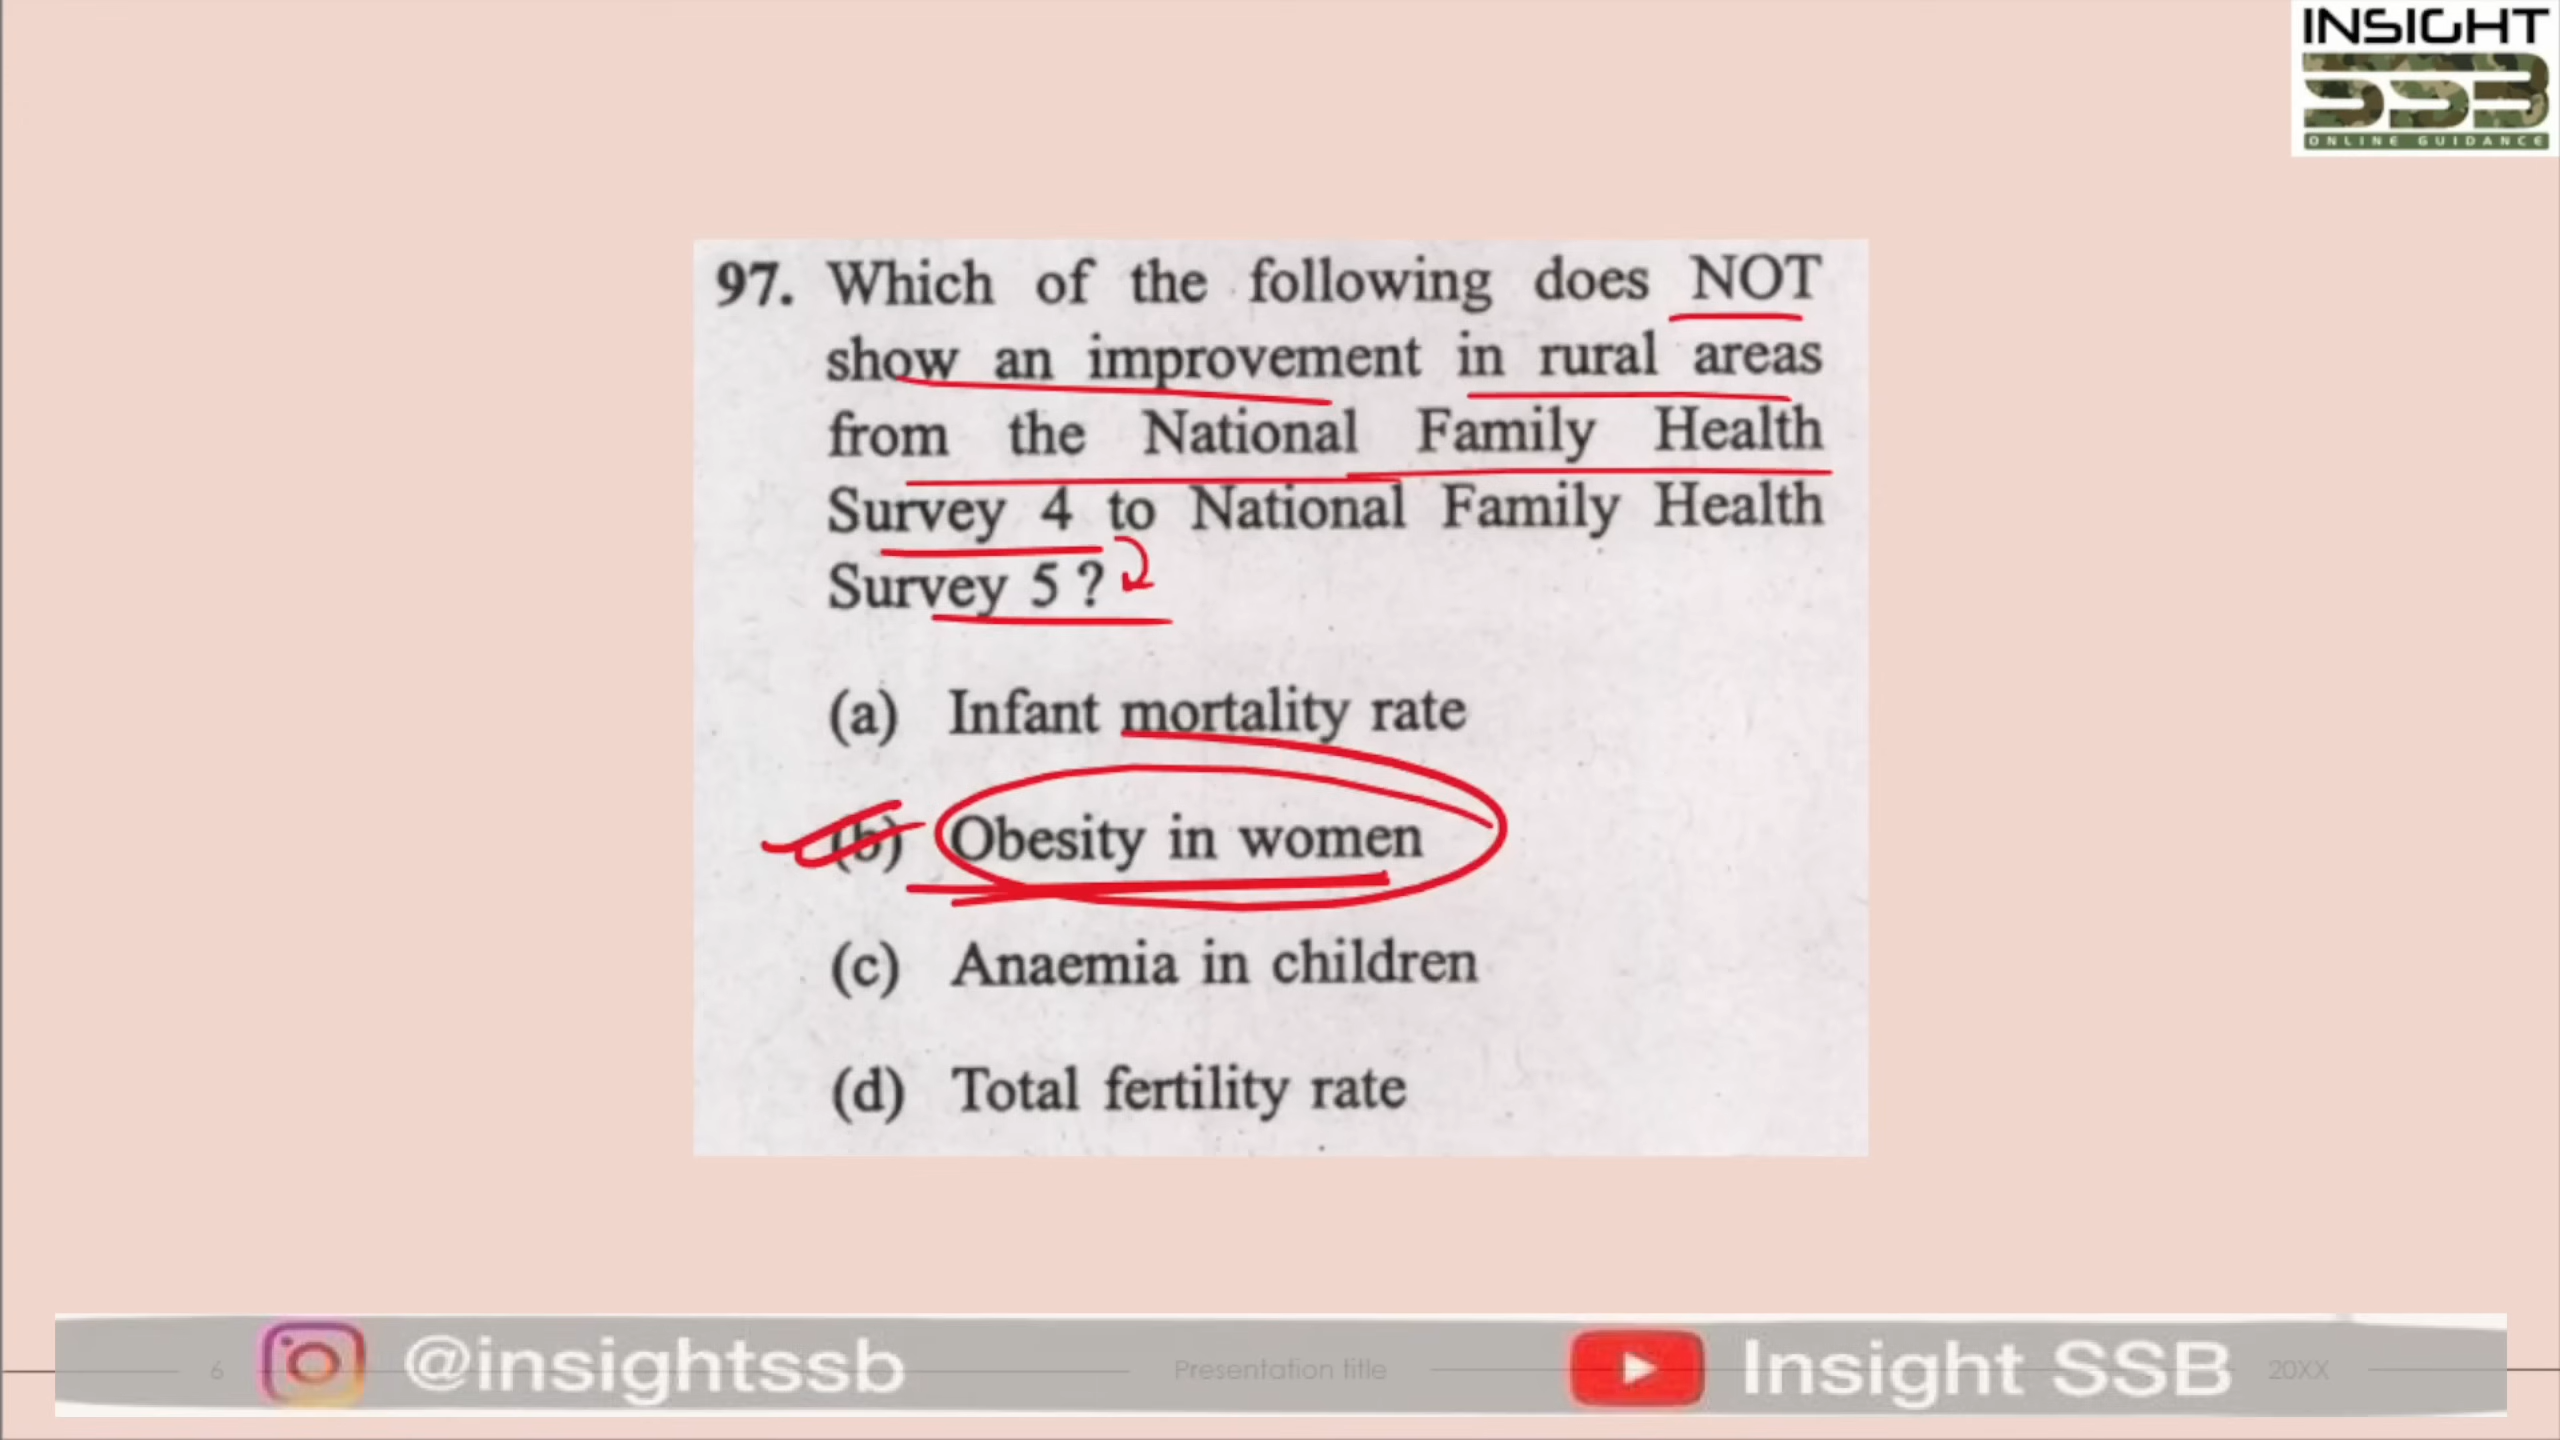 INSIGHT
SSB
ONLINE GUIDANCE
97. Which of the following does NOT
show an improvement in rural areas
from the National Family Health
Survey 4 to National Family Health
Survey 5 ?
(a) Infant mortality rate
(b) Obesity in women
(c) Anaemia in children
(d) Total fertility rate
6 @insightssb Presentation title Insight SSB 20XX